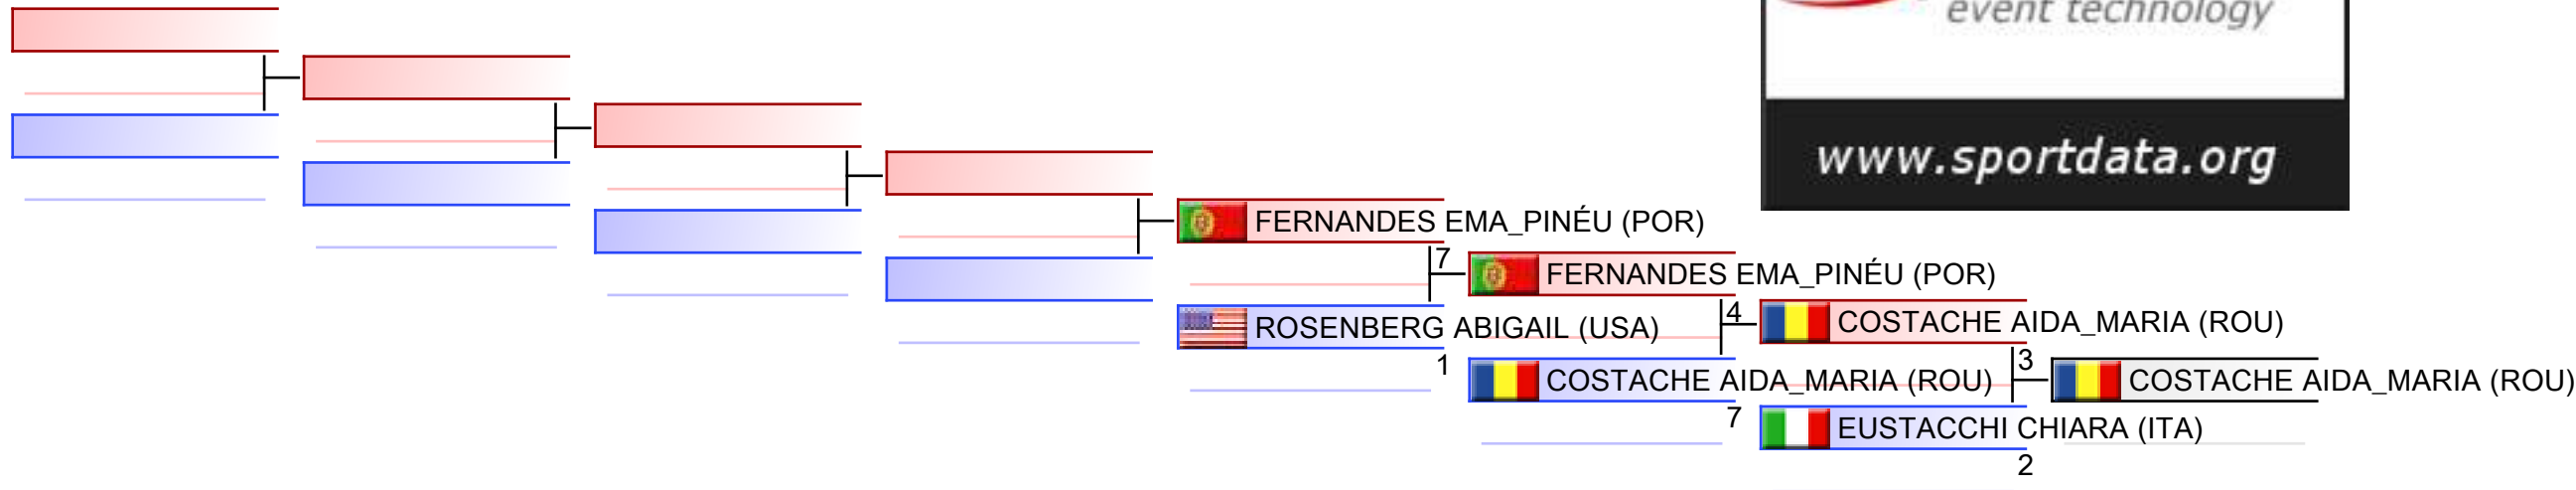 event technology
www.sportdata.org
FERNANDES EMA_PINÉU (POR)
7
FERNANDES EMA_PINÉU (POR)
ROSENBERG ABIGAIL (USA)
1
4
COSTACHE AIDA_MARIA (ROU)
COSTACHE AIDA_MARIA (ROU)
7
3
COSTACHE AIDA_MARIA (ROU)
EUSTACCHI CHIARA (ITA)
2